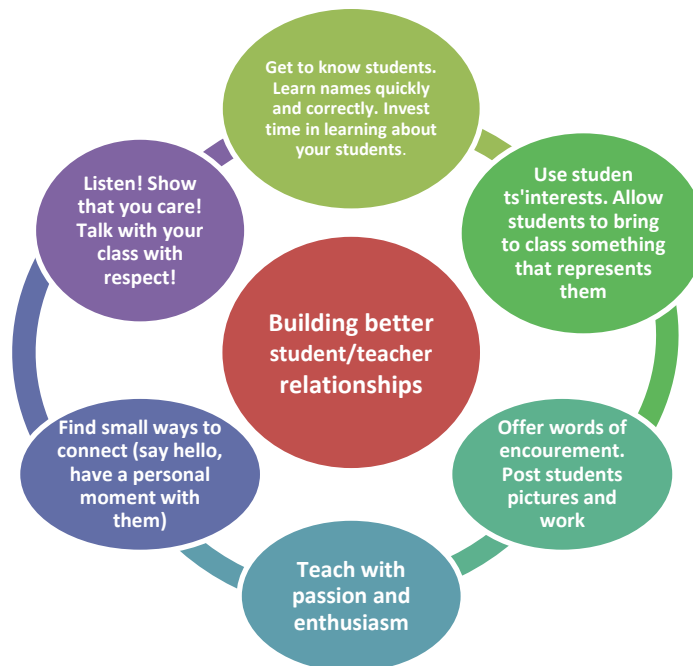 Get to know students.
Learn names quickly
and correctly. Invest
time in learning about
your students.
Use studen
ts'interests. Allow
students to bring
to class something
that represents
them
Offer words of
encourement.
Post students
pictures and
work
Teach with
passion and
enthusiasm
Find small ways to
connect (say hello,
have a personal
moment with
them)
Listen! Show
that you care!
Talk with your
class with
respect!
Building better
student/teacher
relationships